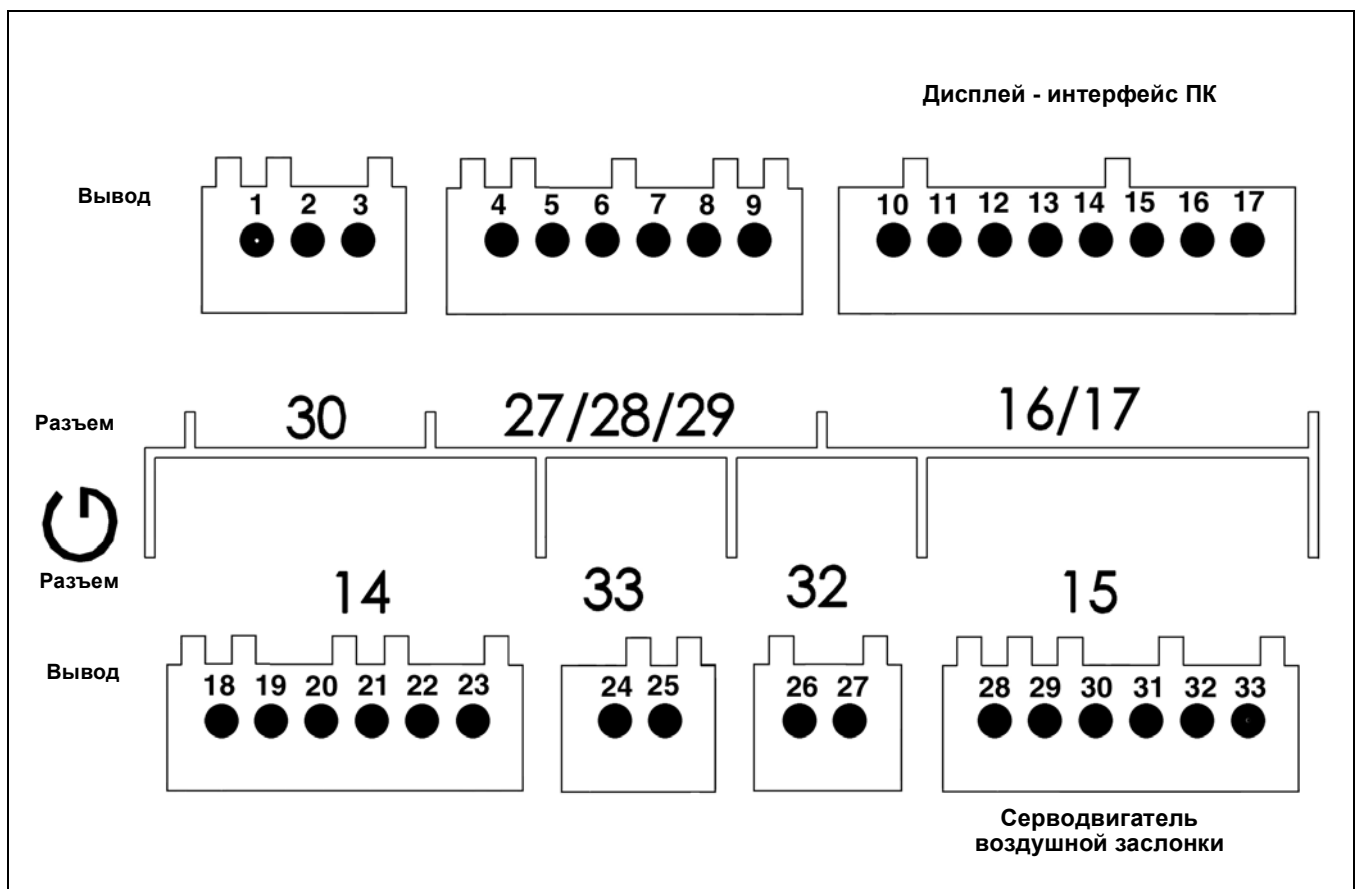 Дисплей - интерфейс ПК
Вывод
1 2 3 4 5 6 7 8 9 10 11 12 13 14 15 16 17
Разъем 30 27/28/29 16/17
Разъем 14 33 32 15
Вывод
18 19 20 21 22 23 24 25 26 27 28 29 30 31 32 33
Серводвигатель
воздушной заслонки